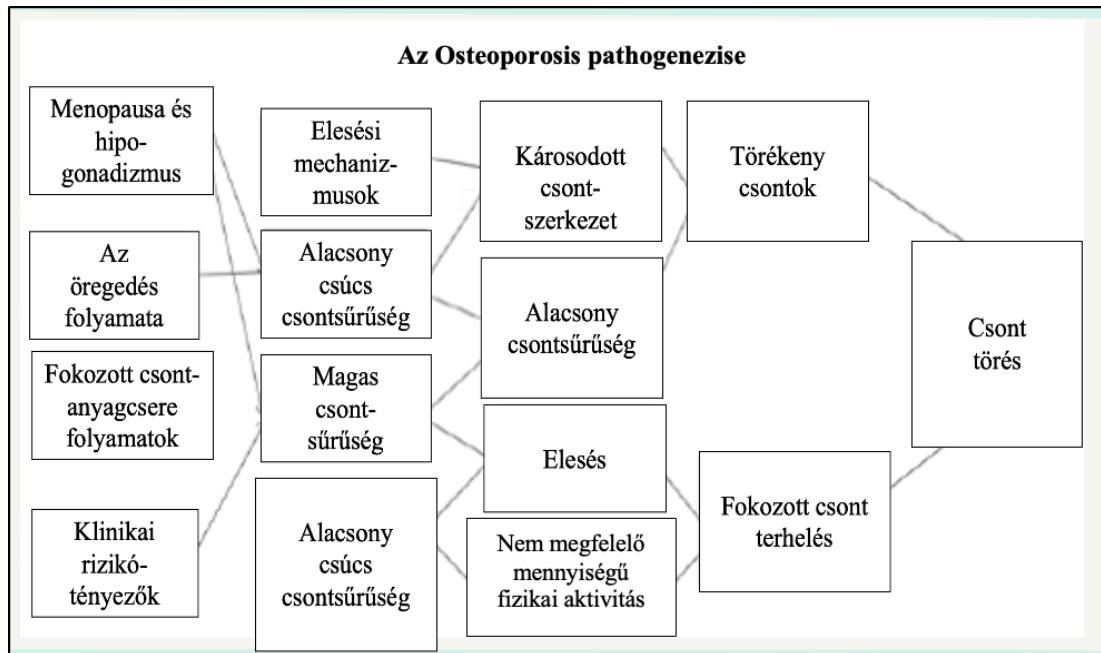 Az Osteoporosis pathogenezise
Menopausa és
hipo-
gonadizmus
Az
öregedés
folyamata
Fokozott csont-
anyagcsere
folyamatok
Klinikai
rizikó-
tényezők
Elesési
mechaniz-
musok
Alacsony
csúcs
csontsűrűség
Magas
csont-
sűrűség
Alacsony
csúcs
csontsűrűség
Károsodott
csont-
szerkezet
Alacsony
csontsűrűség
Elesés
Nem megfelelő
mennyiségű
fizikai aktivitás
Törékeny
csontok
Fokozott csont
terhelés
Csont
törés